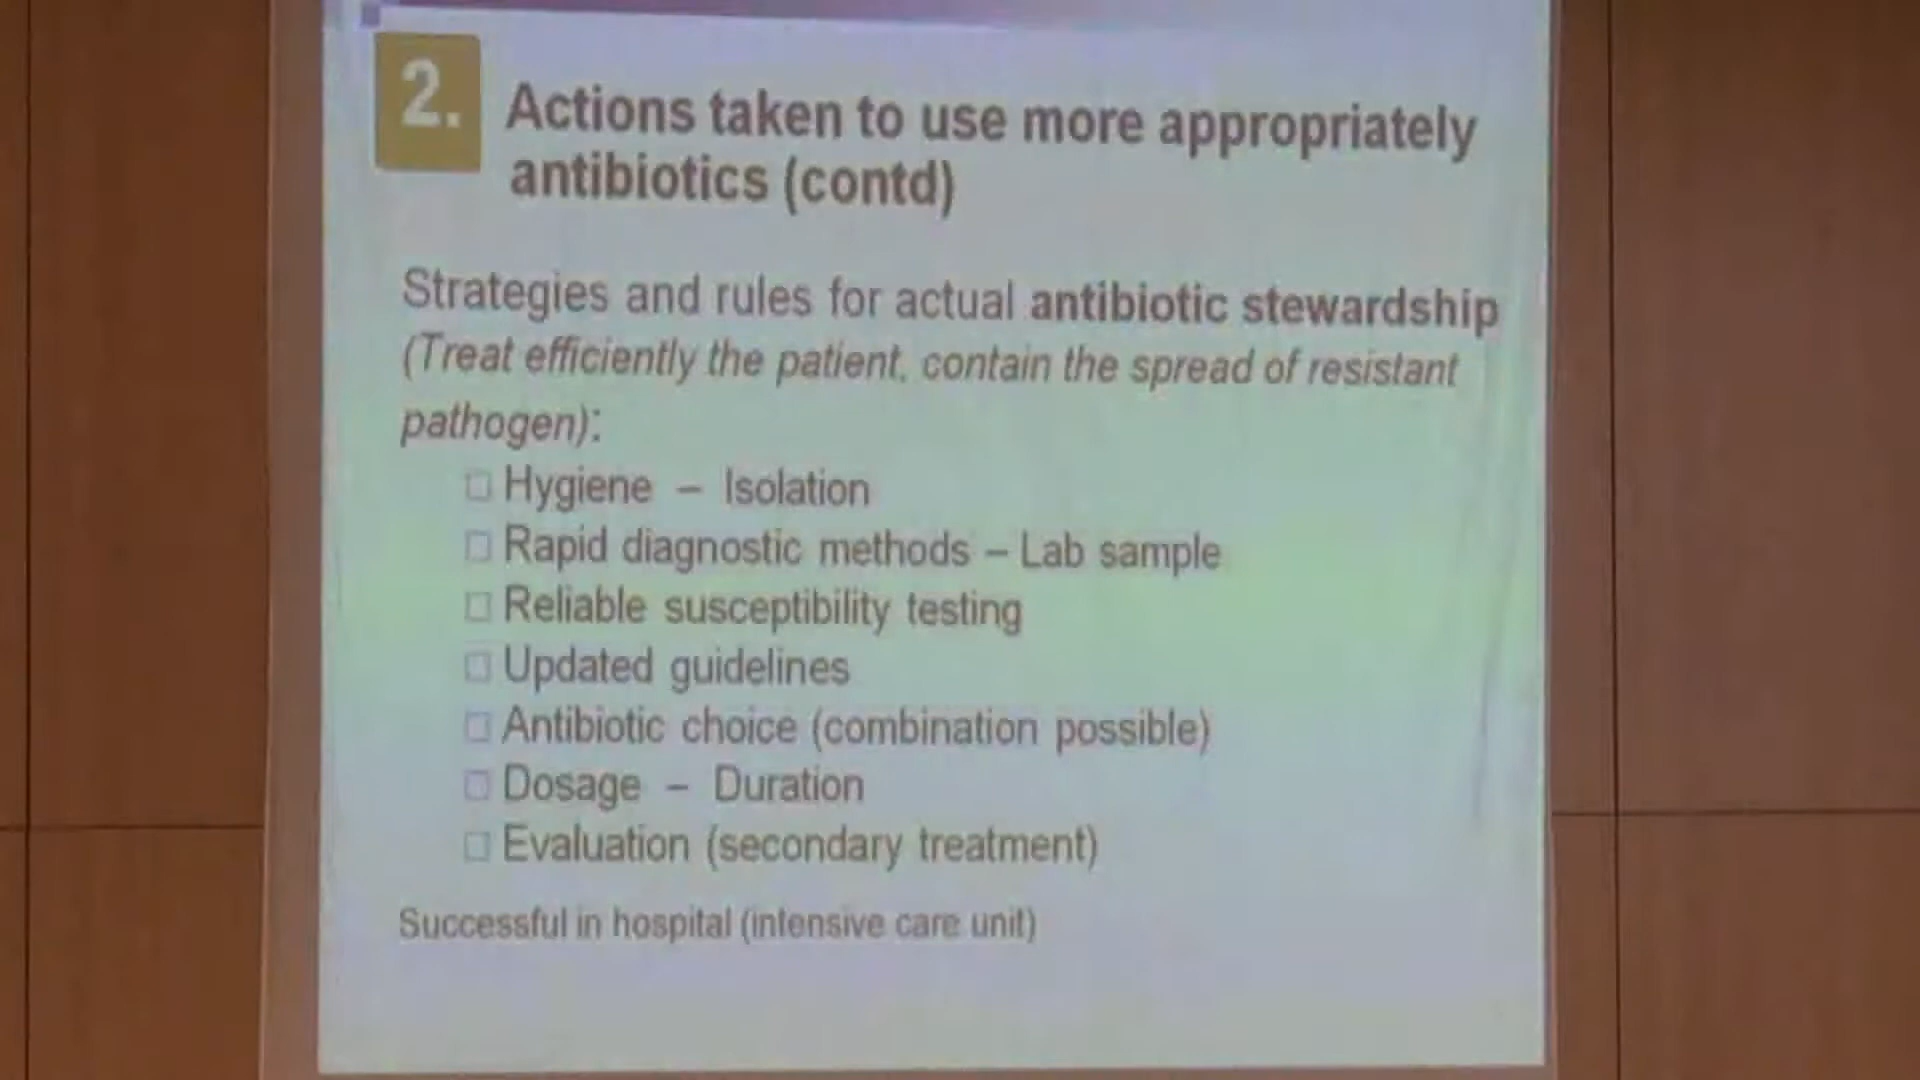 2.
Actions taken to use more appropriately
antibiotics (contd)
Strategies and rules for actual antibiotic stewardship
(Treat efficiently the patient, contain the spread of resistant
pathogen):
□ Hygiene – Isolation
□ Rapid diagnostic methods – Lab sample
□ Reliable susceptibility testing
□ Updated guidelines
□ Antibiotic choice (combination possible)
□ Dosage – Duration
□ Evaluation (secondary treatment)
Successful in hospital (intensive care unit)